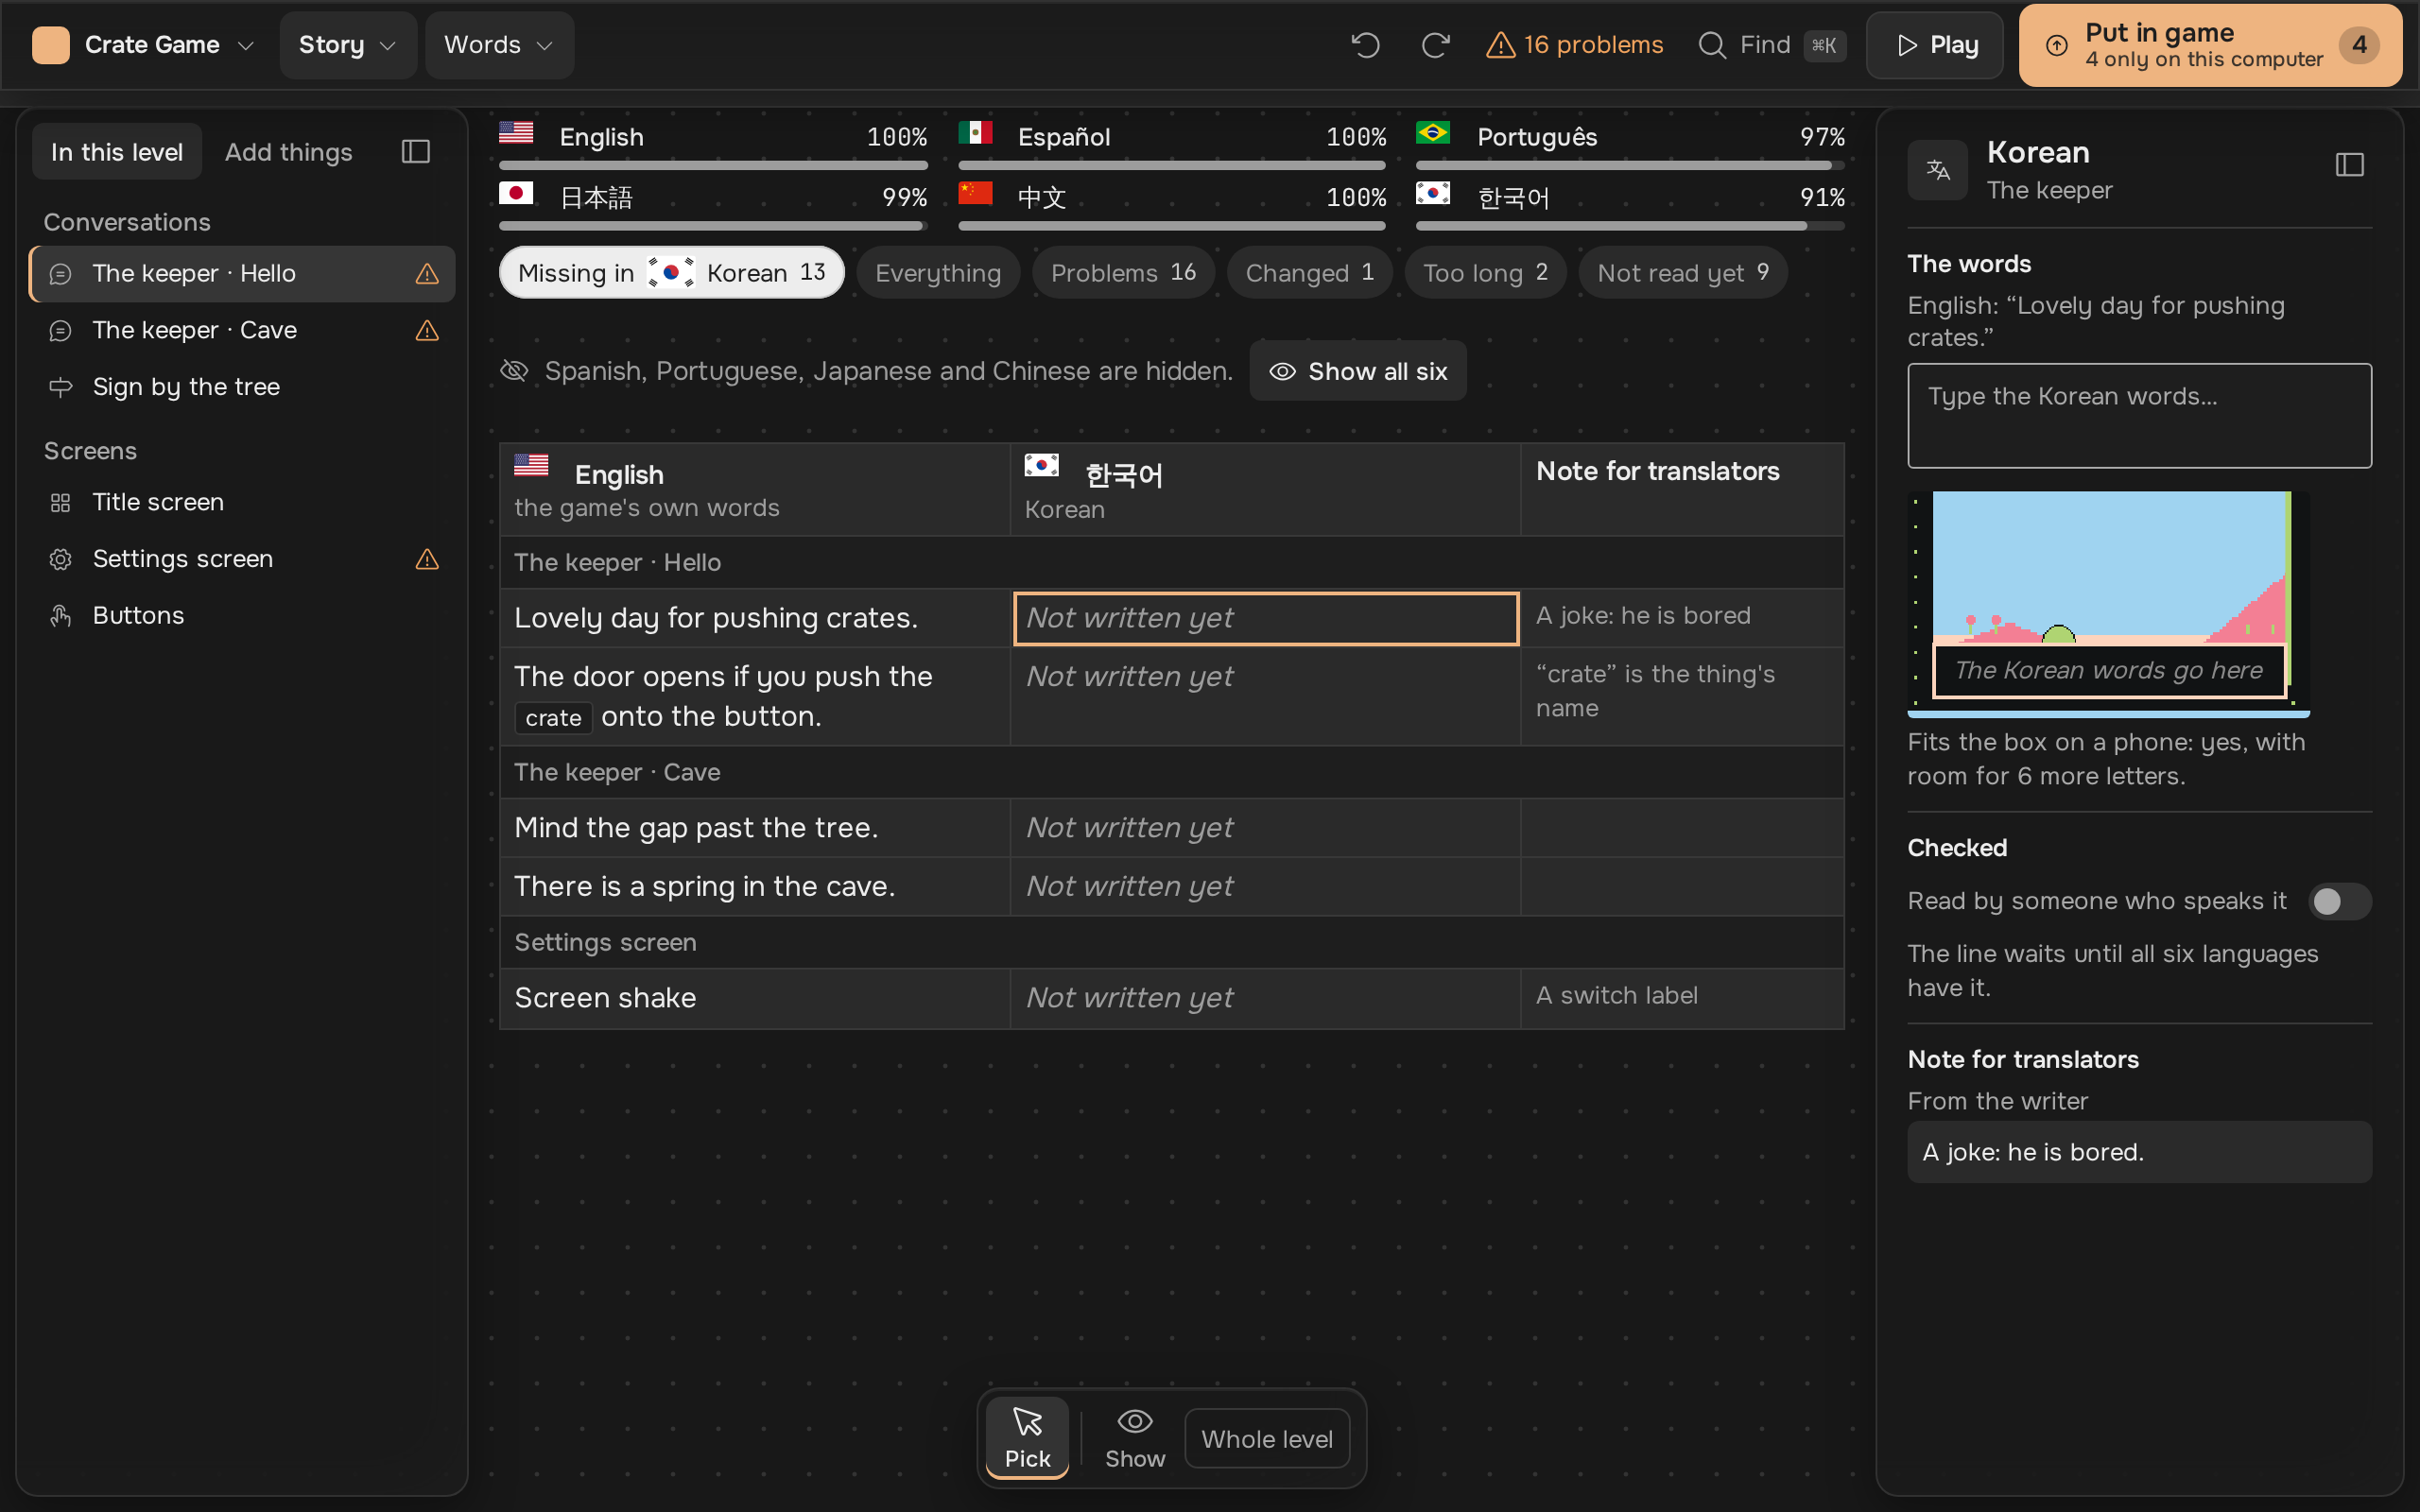 Crate Game
Story
Words
16 problems
Find ⌘K
Play
Put in game
4 only on this computer
4
In this level
Add things
Conversations
The keeper · Hello
The keeper · Cave
Sign by the tree
Screens
Title screen
Settings screen
Buttons
English 100%
Español 100%
Português 97%
日本語 99%
中文 100%
한국어 91%
Missing in Korean 13
Everything
Problems 16
Changed 1
Too long 2
Not read yet 9
Spanish, Portuguese, Japanese and Chinese are hidden.
Show all six
English
the game's own words
한국어
Korean
Note for translators
The keeper · Hello
Lovely day for pushing crates.
Not written yet
A joke: he is bored
The door opens if you push the
crate onto the button.
Not written yet
“crate” is the thing's
name
The keeper · Cave
Mind the gap past the tree.
Not written yet
There is a spring in the cave.
Not written yet
Settings screen
Screen shake
Not written yet
A switch label
Pick
Show
Whole level
Korean
The keeper
The words
English: “Lovely day for pushing
crates.”
Type the Korean words...
The Korean words go here
Fits the box on a phone: yes, with
room for 6 more letters.
Checked
Read by someone who speaks it
The line waits until all six languages
have it.
Note for translators
From the writer
A joke: he is bored.